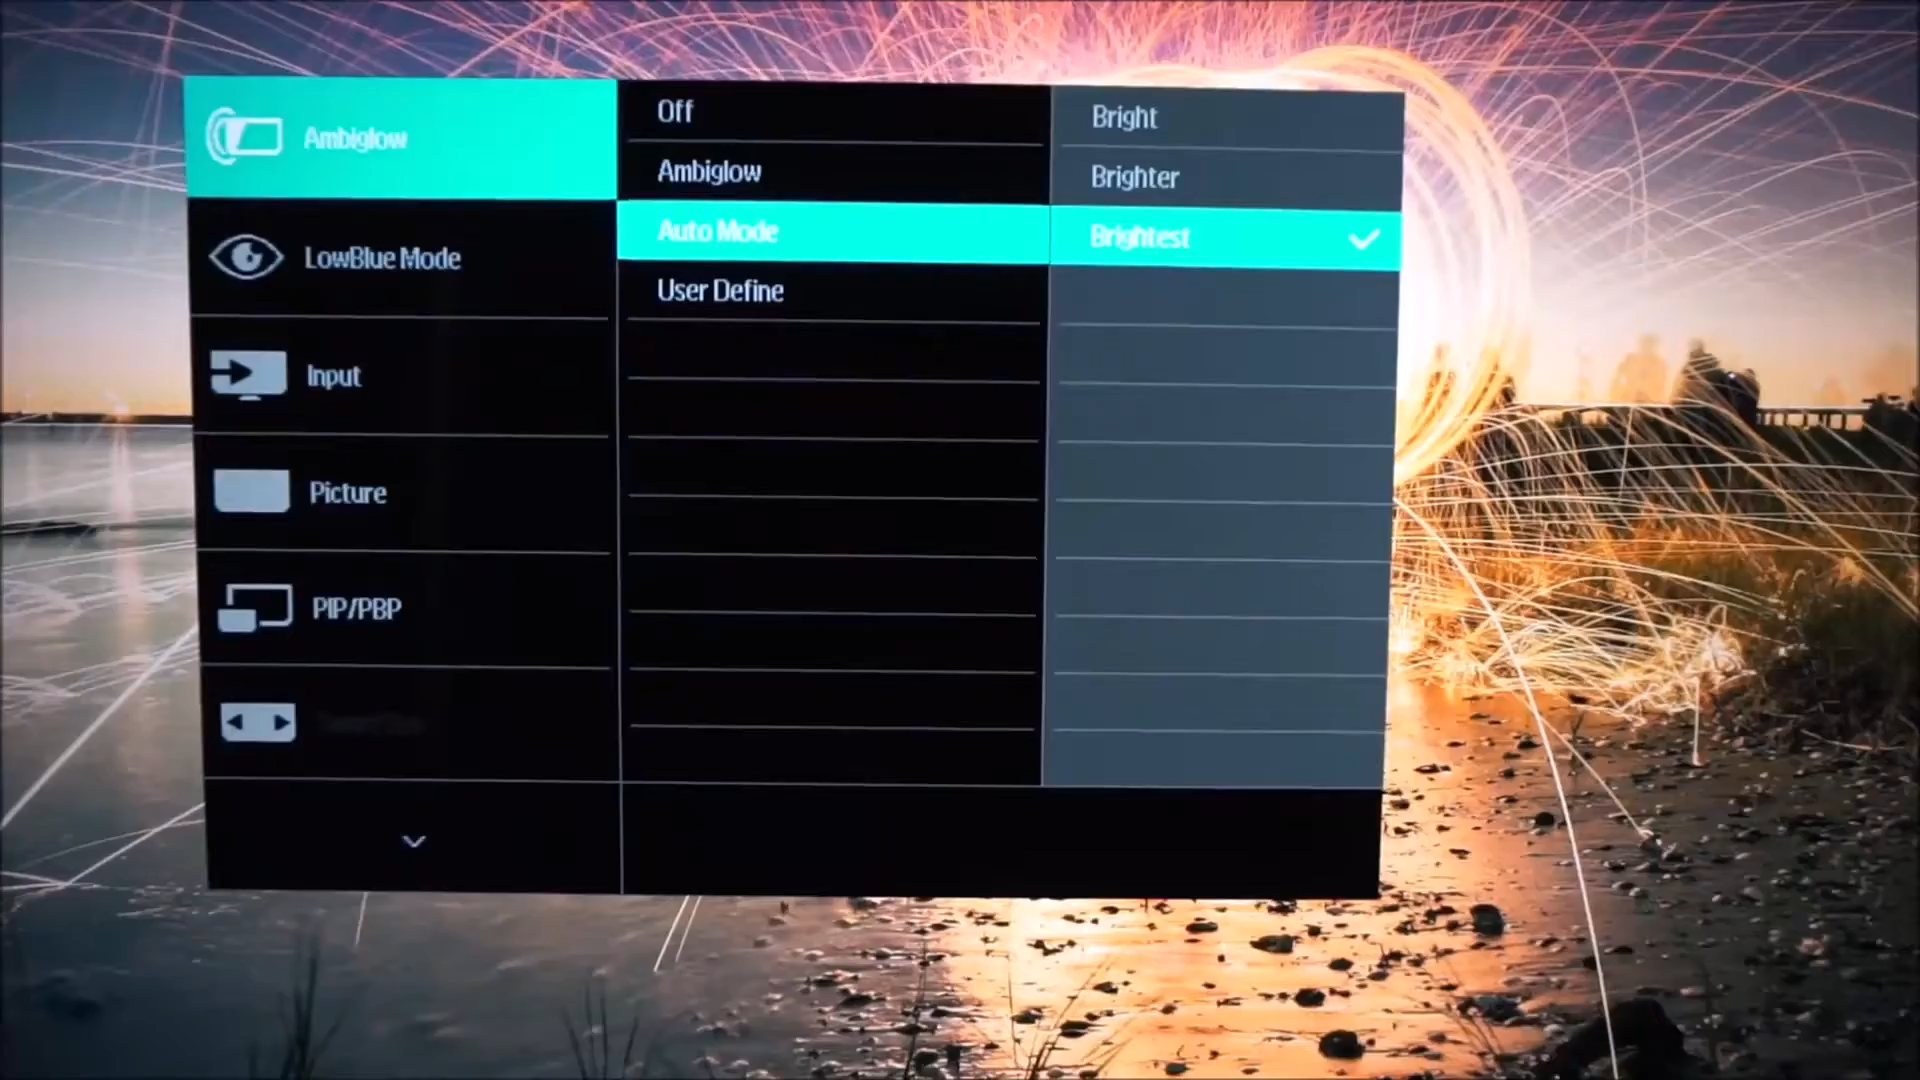 Ambiglow
LowBlue Mode
Input
Picture
PIP/PBP
Off
Ambiglow
Auto Mode
User Define
Bright
Brighter
Brightest